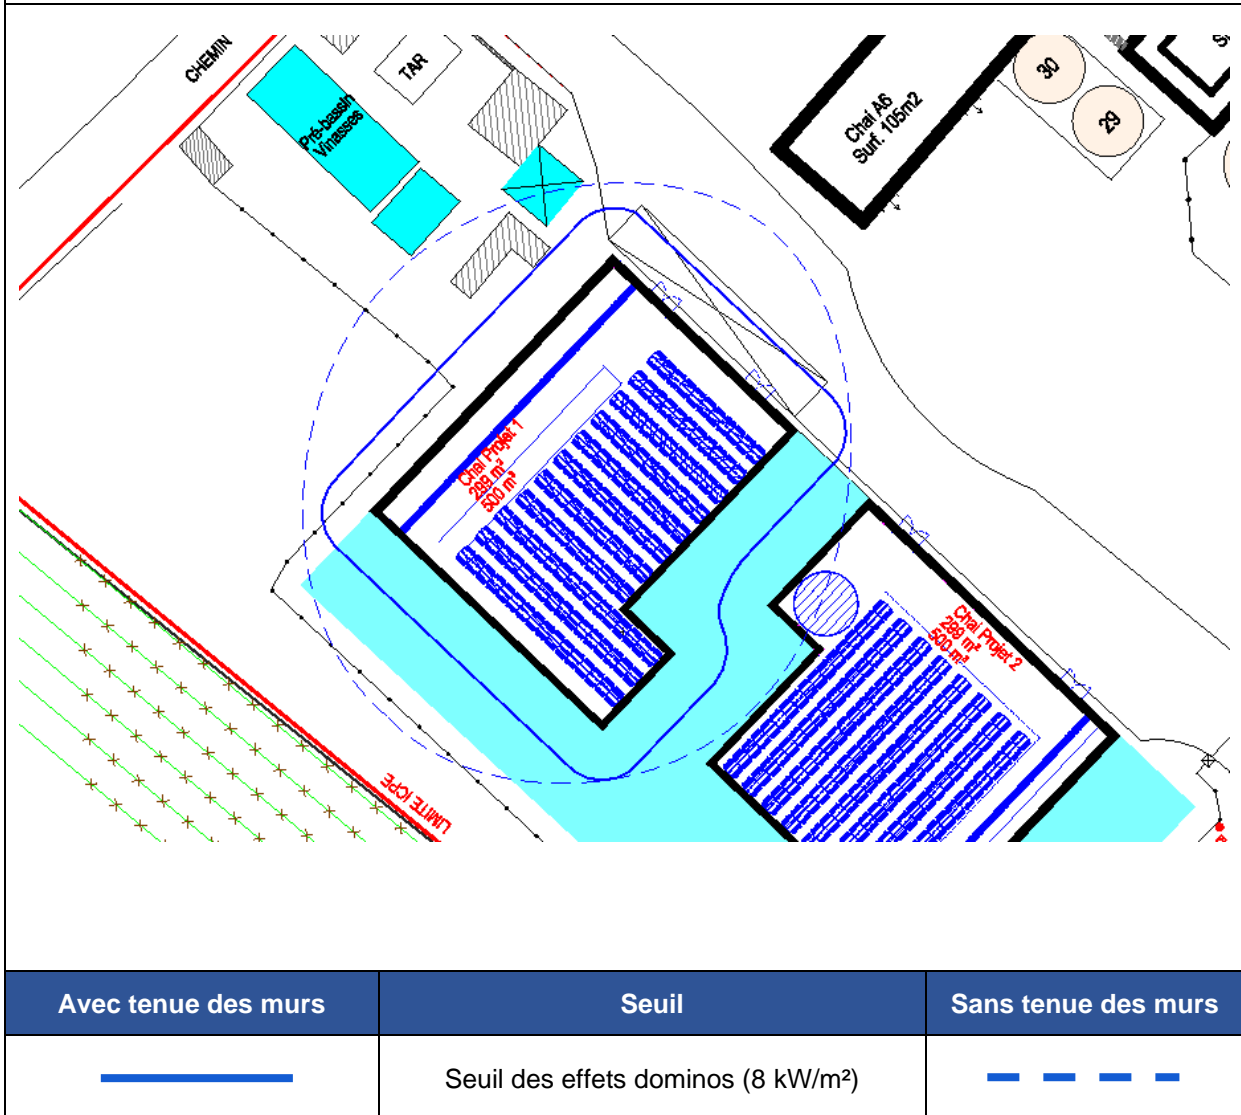 CHEMIN
TAR
Pré-bassin
Vinasses
Chai A6
Surf. 105m2
30
29
Chai Projet 1
299 m²
500 m³
Chai Projet 2
299 m²
500 m³
LIMITE ICPE
Avec tenue des murs
Seuil
Sans tenue des murs
Seuil des effets dominos (8 kW/m²)